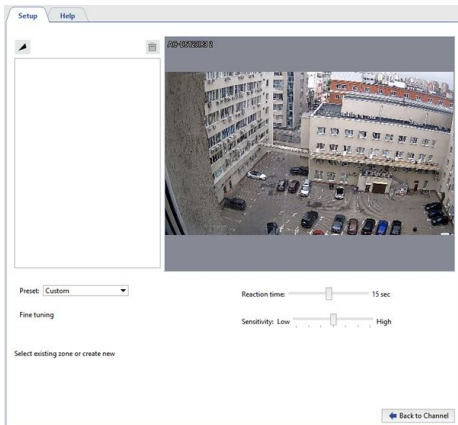 Setup Help
Preset: Custom
Fine tuning
Select existing zone or create new
Reaction time: 15 sec
Sensitivity: Low High
Back to Channel